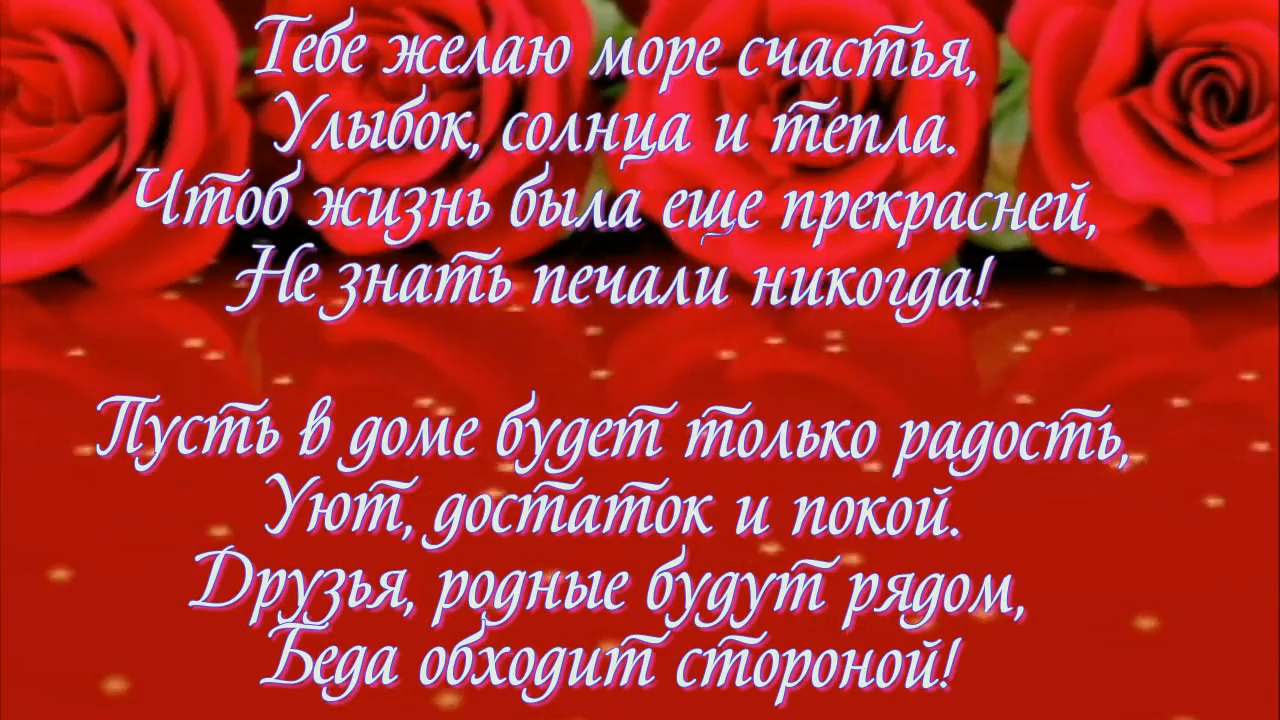 Тебе желаю море счастья,
Улыбок, солнца и тепла.
Чтоб жизнь была еще прекрасней,
Не знать печали никогда!
Пусть в доме будет только радость,
Уют, достаток и покой.
Друзья, родные будут рядом,
Беда обходит стороной!